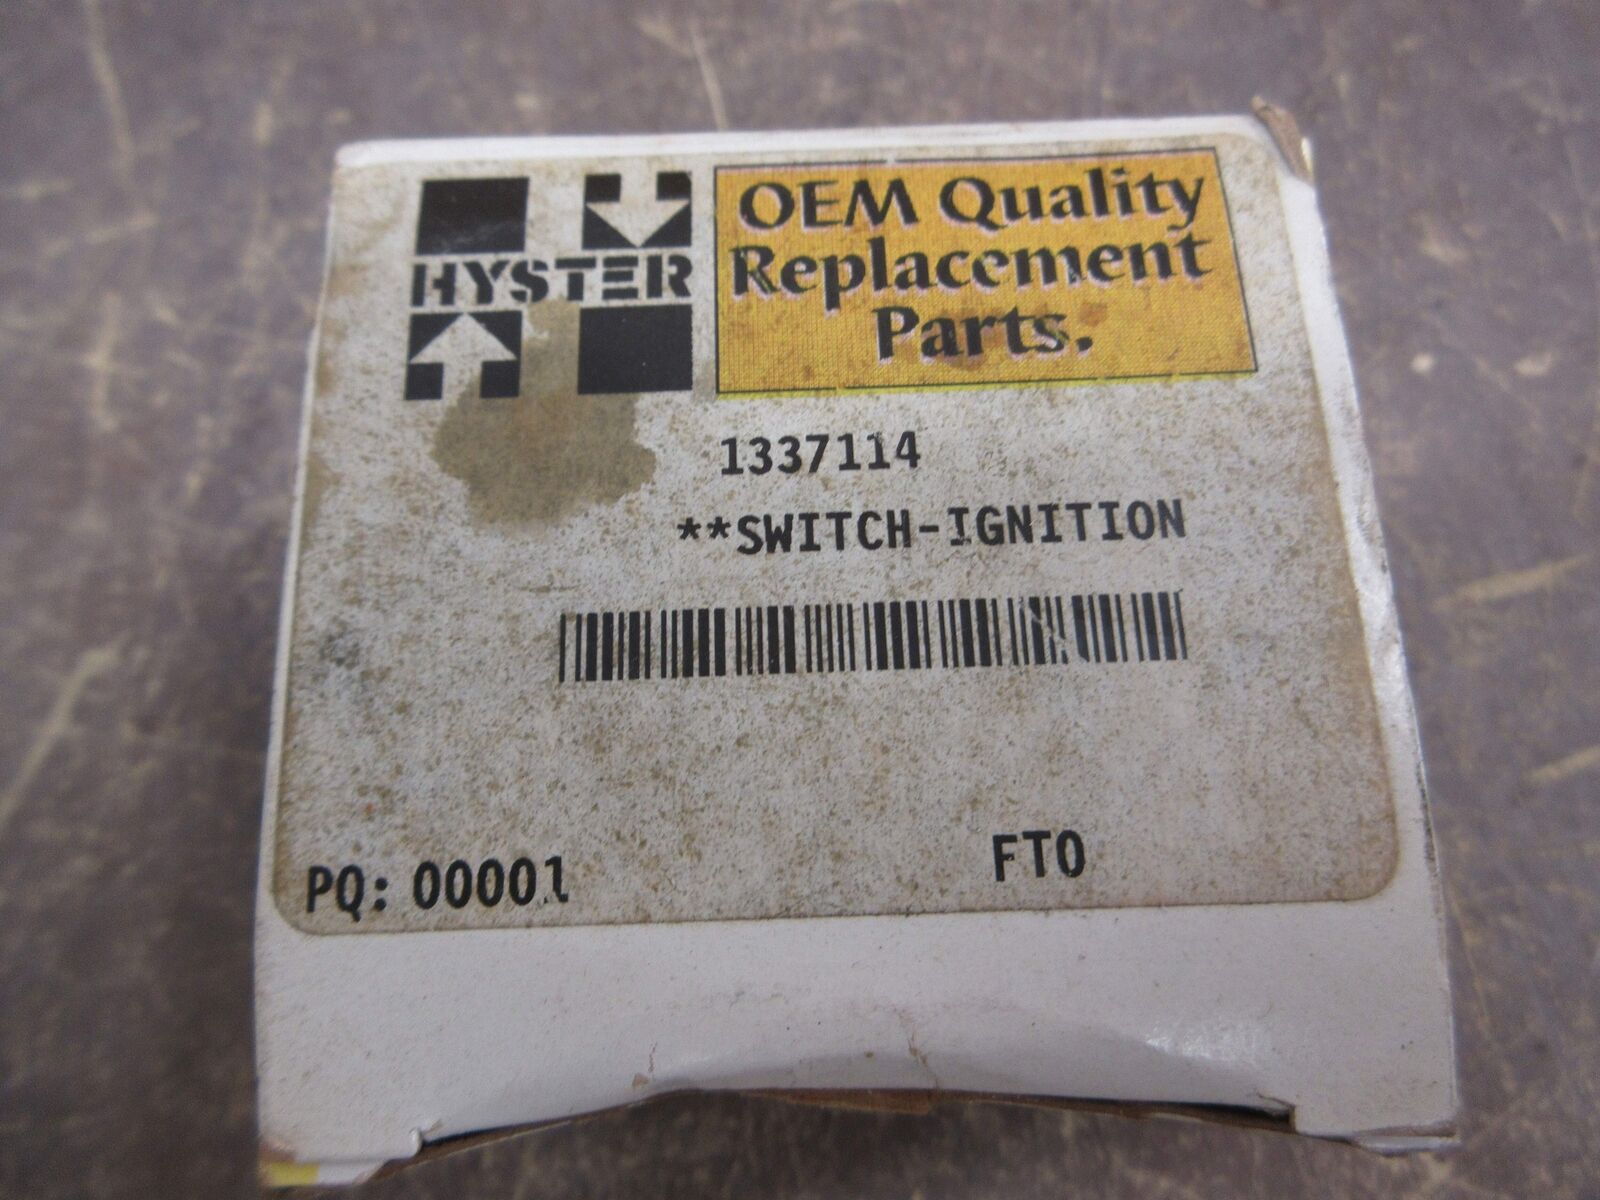 HYSTER
OEM Quality
Replacement
Parts.
1337114
**SWITCH-IGNITION
PQ: 00001
FTO